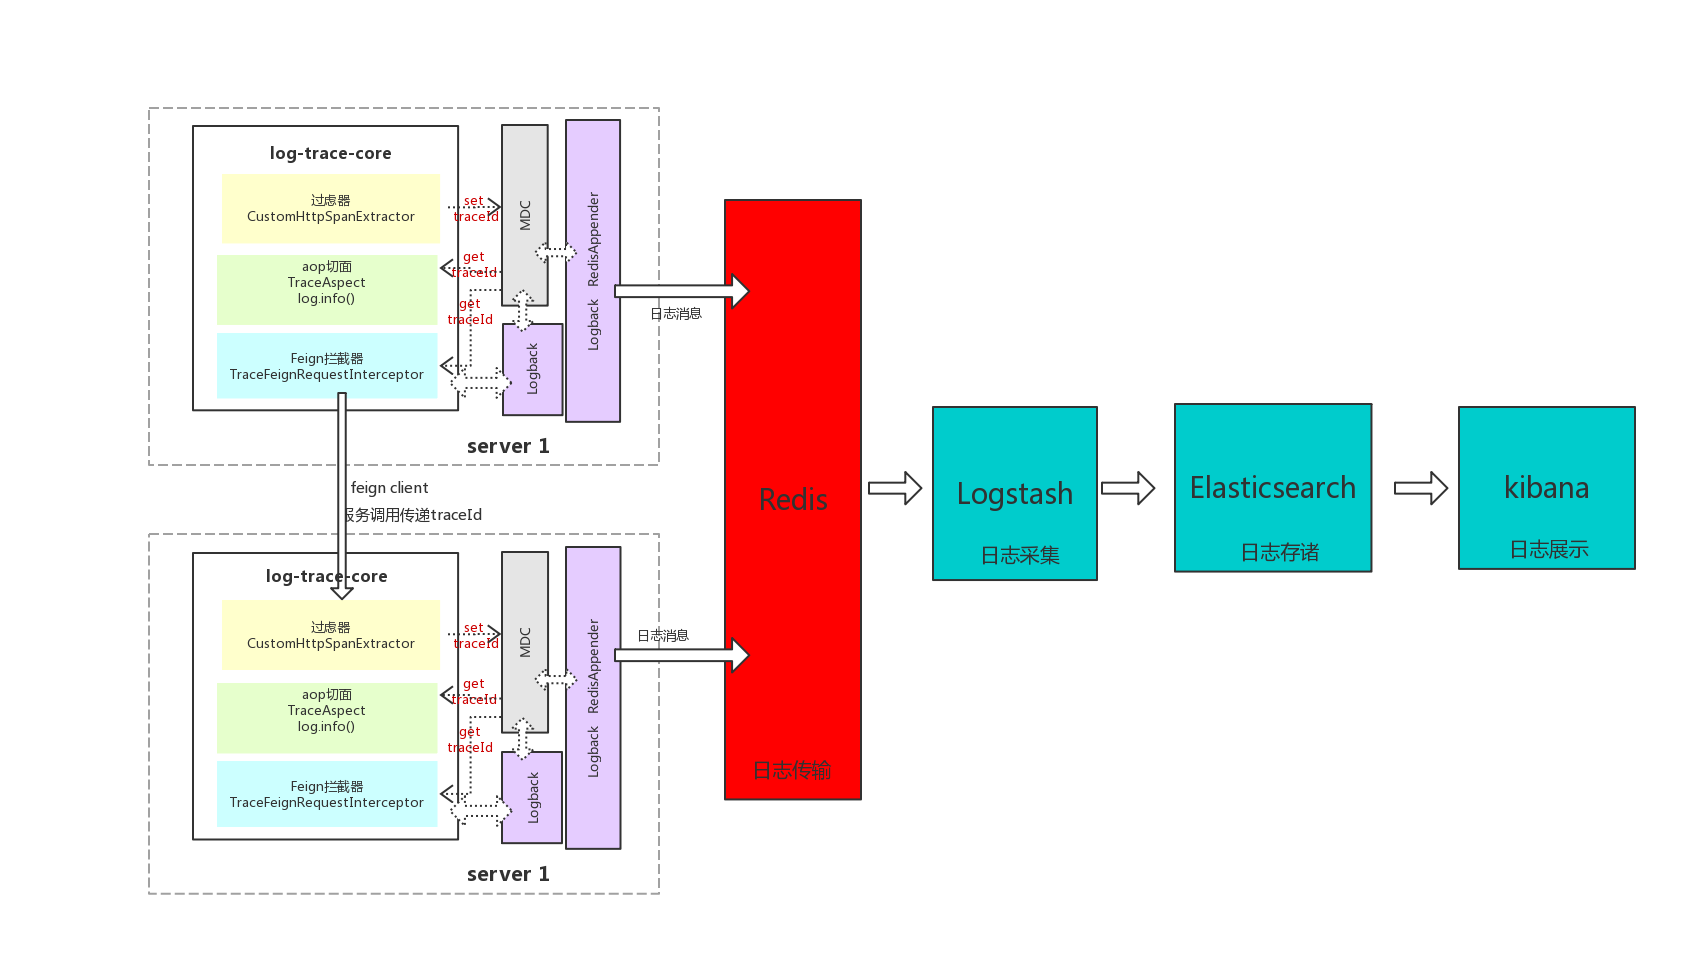 log-trace-core
过虑器
CustomHttpSpanExtractor
set
traceId
aop切面
TraceAspect
log.info()
get
traceId
get
traceId
Feign拦截器
TraceFeignRequestInterceptor
MDC
Logback
Logback RedisAppender
server 1
日志消息
feign client
服务调用传递traceId
log-trace-core
过虑器
CustomHttpSpanExtractor
set
traceId
aop切面
TraceAspect
log.info()
get
traceId
get
traceId
Feign拦截器
TraceFeignRequestInterceptor
MDC
Logback
Logback RedisAppender
server 1
日志消息
Redis
日志传输
Logstash
日志采集
Elasticsearch
日志存诸
kibana
日志展示